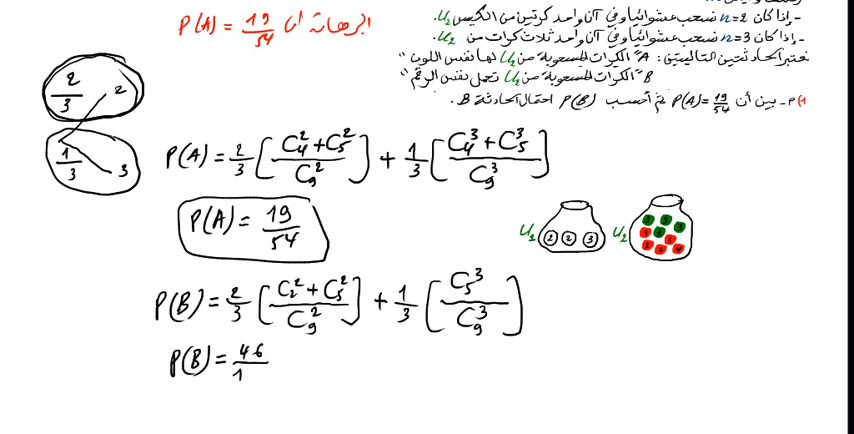 - إذا كان n=2 نسحب عشوائيا وفي آن واحد كرتين من الكيس U₂.
- إذا كان n=3 نسحب عشوائيا وفي آن واحد ثلاث كرات من U₂
نعتبر الحادثتين التاليتين: A "الكرات المسحوبة من U₂ لها نفس اللون"
B "الكرات المسحوبة من U₂ تحمل نفس الرقم"
1) P - بين أن P(A)=19/54 ثم أحسب P(B) احتمال الحادثة B.
البرهان أن P(A) = 19/54
2/3 2
1/3 3
P(A) = 2/3 [ (C₄² + C₅²) / C₉² ] + 1/3 [ (C₄³ + C₅³) / C₉³ ]
P(A) = 19/54
U₁ 2 2 3
U₂
P(B) = 2/3 [ (C₂² + C₅²) / C₉² ] + 1/3 [ C₅³ / C₉³ ]
P(B) = 46/1